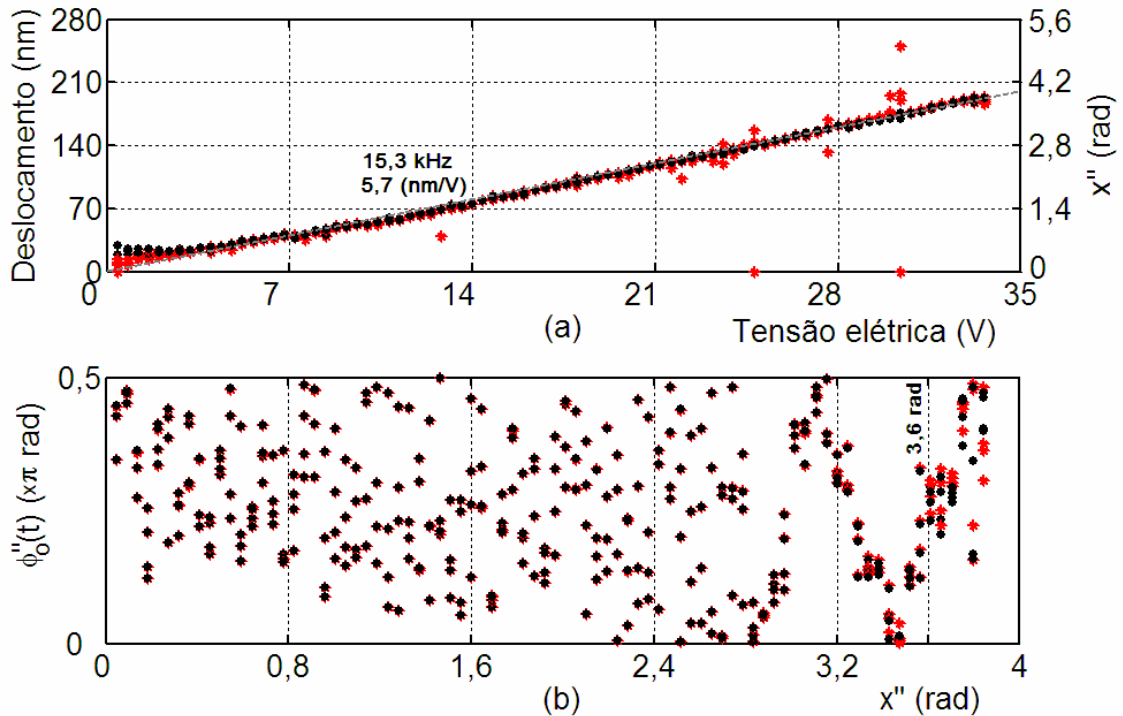 280
210
140
70
0
Deslocamento (nm)
5,6
4,2
2,8
1,4
0
x'' (rad)
15,3 kHz
5,7 (nm/V)
0 7 14 21 28 35
(a) Tensão elétrica (V)
0,5
0
ϕ''ₒ(t) (×π rad)
3,6 rad
0 0,8 1,6 2,4 3,2 4
(b) x'' (rad)